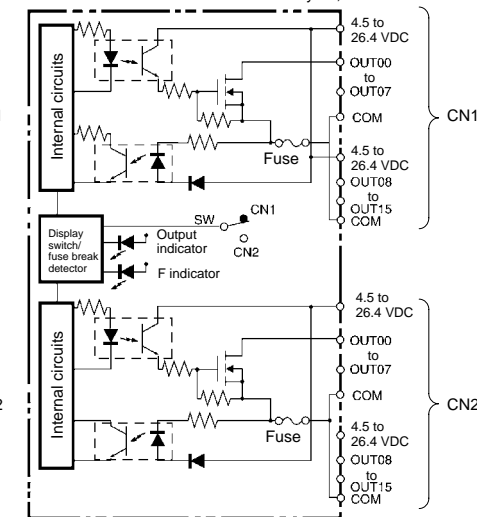 4.5 to
26.4 VDC
OUT00
to
OUT07
COM
CN1
Internal circuits
Fuse
4.5 to
26.4 VDC
OUT08
to
OUT15
COM
Display
switch/
fuse break
detector
SW
CN1
CN2
Output
indicator
F indicator
4.5 to
26.4 VDC
OUT00
to
OUT07
COM
CN2
Internal circuits
Fuse
4.5 to
26.4 VDC
OUT08
to
OUT15
COM